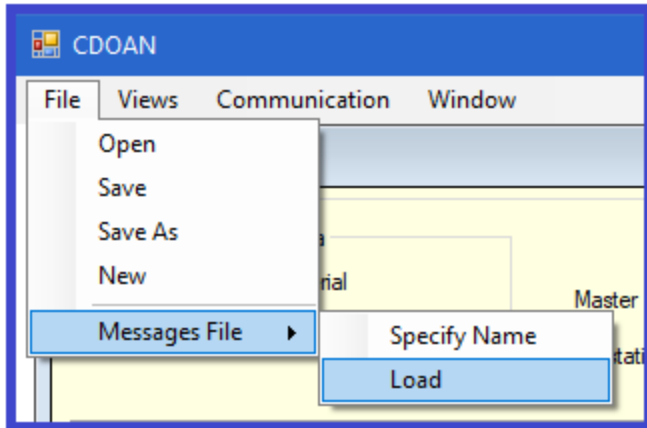 CDOAN
File Views Communication Window
Open
Save
Save As
New
Messages File
Master
Specify Name
Load